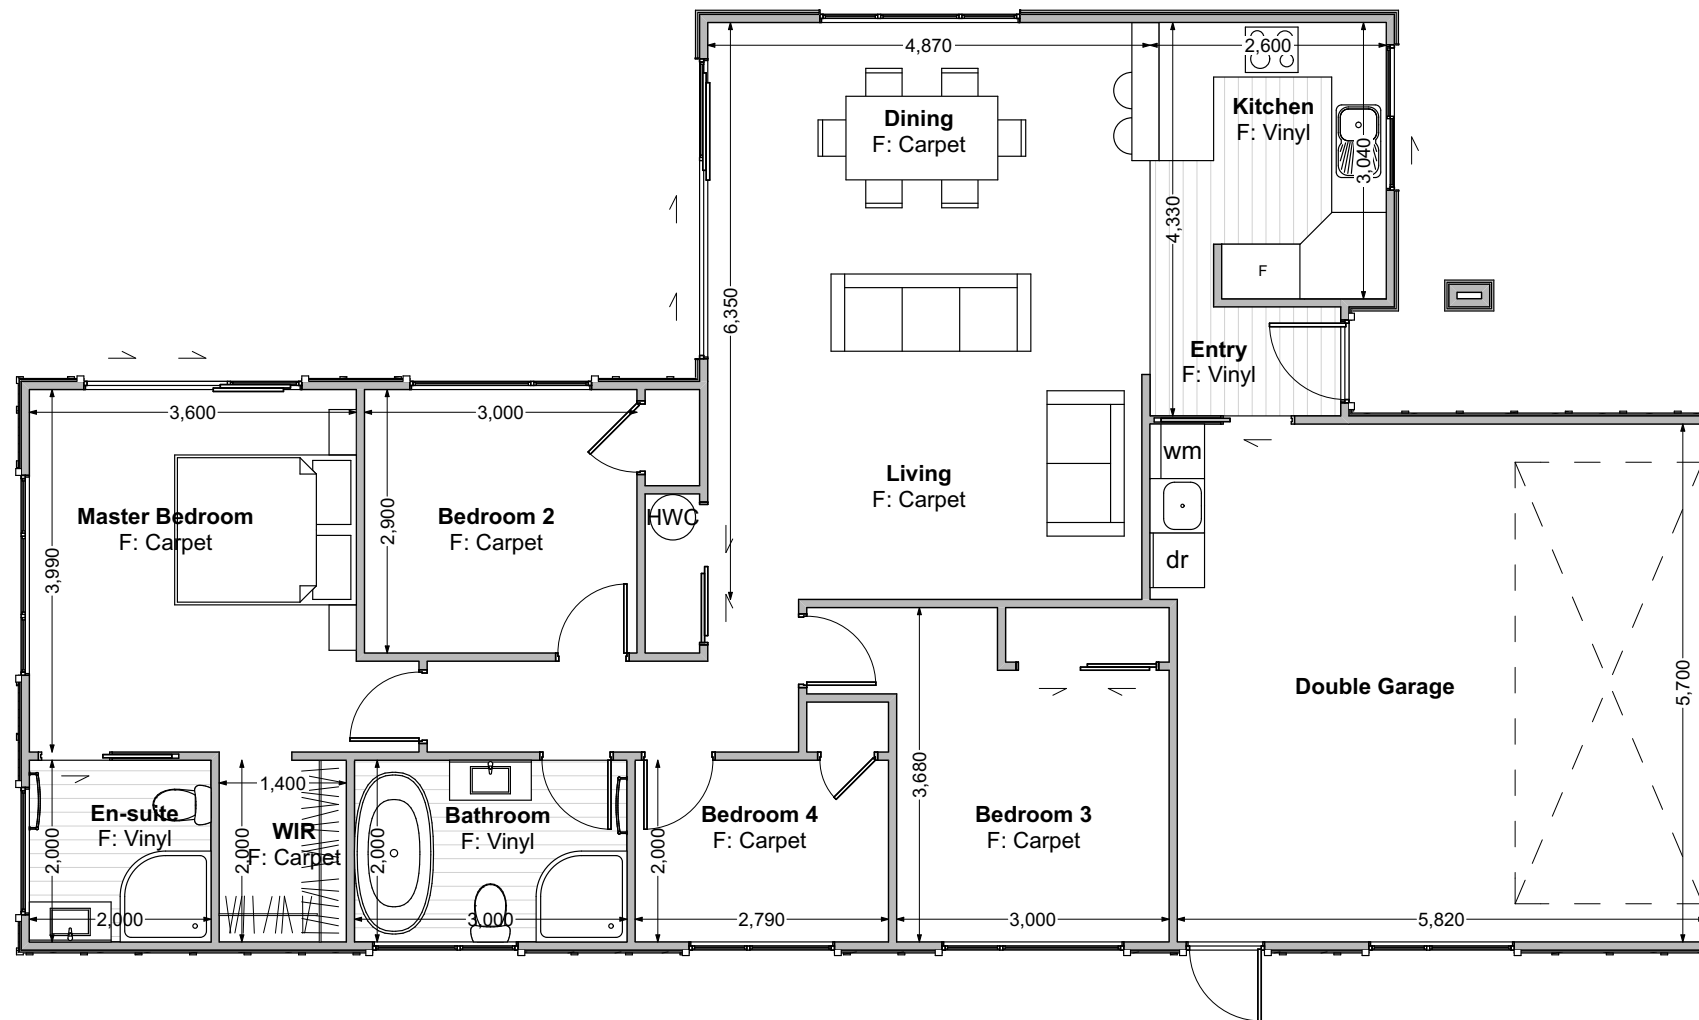 4,870
2,600
Dining
F: Carpet
Kitchen
F: Vinyl
3,040
4,330
6,350
F
Entry
F: Vinyl
3,600
3,000
wm
Living
F: Carpet
Master Bedroom
F: Carpet
Bedroom 2
F: Carpet
2,900
HWC
3,990
dr
Double Garage
5,700
3,680
1,400
En-suite
F: Vinyl
WIR
F: Carpet
Bathroom
F: Vinyl
Bedroom 4
F: Carpet
Bedroom 3
F: Carpet
2,000
2,000
2,000
2,000
2,000
3,000
2,790
3,000
5,820